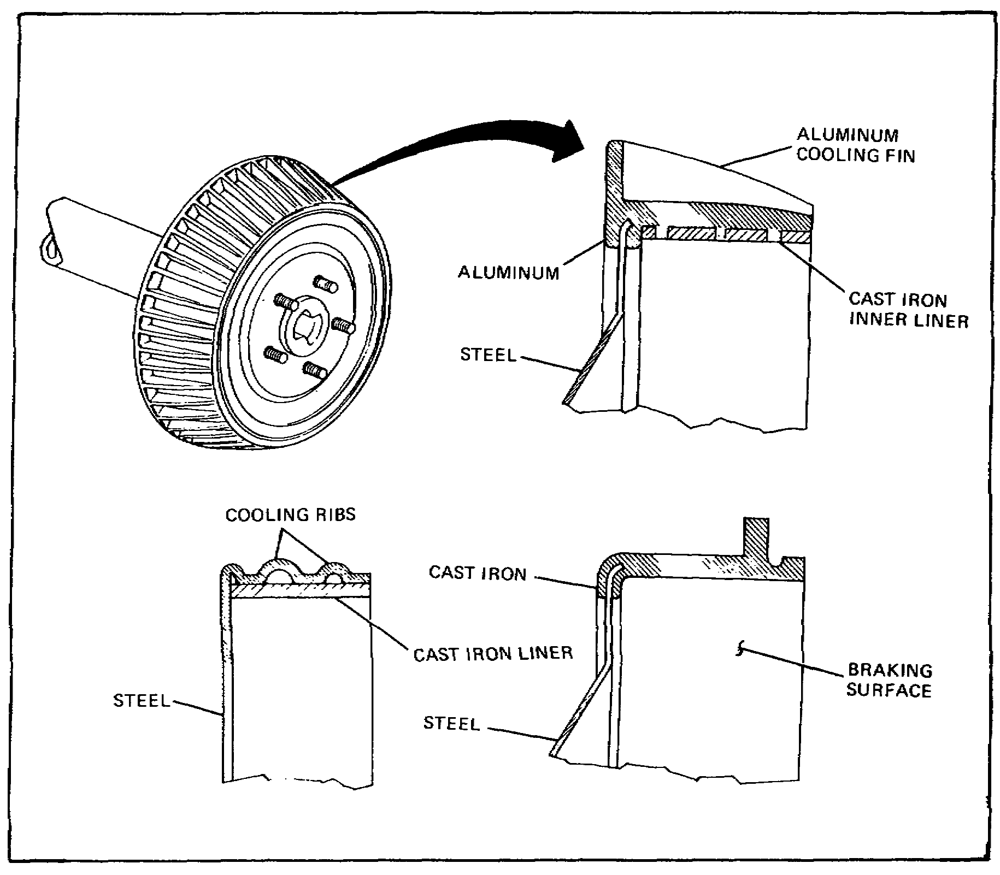 ALUMINUM
COOLING FIN
ALUMINUM
CAST IRON
INNER LINER
STEEL
COOLING RIBS
CAST IRON
CAST IRON LINER
BRAKING
SURFACE
STEEL
STEEL